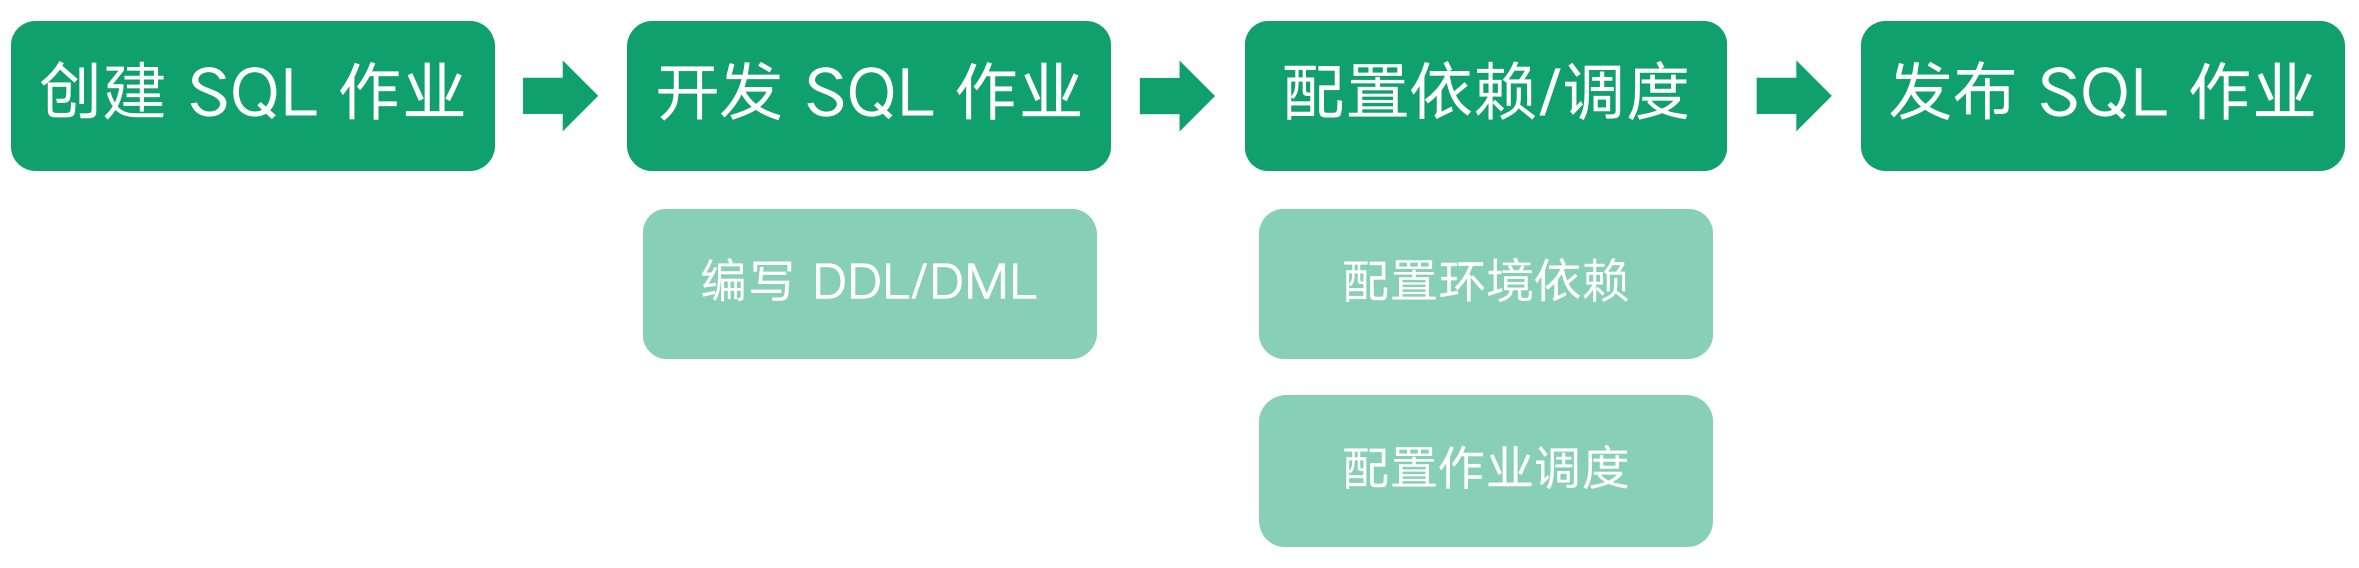 创建 SQL 作业
开发 SQL 作业
配置依赖/调度
发布 SQL 作业
编写 DDL/DML
配置环境依赖
配置作业调度